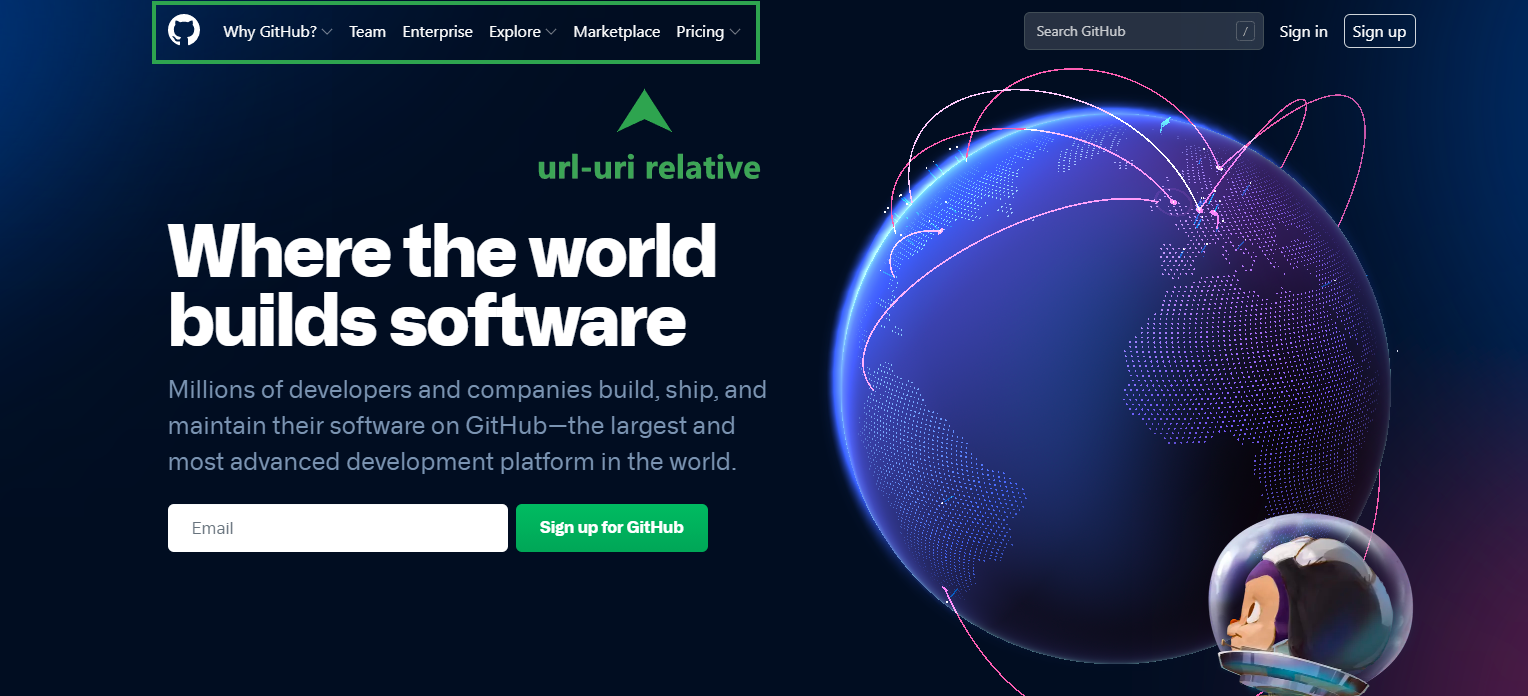 Why GitHub? Team Enterprise Explore Marketplace Pricing Search GitHub / Sign in Sign up
url-uri relative
Where the world
builds software
Millions of developers and companies build, ship, and
maintain their software on GitHub—the largest and
most advanced development platform in the world.
Email Sign up for GitHub